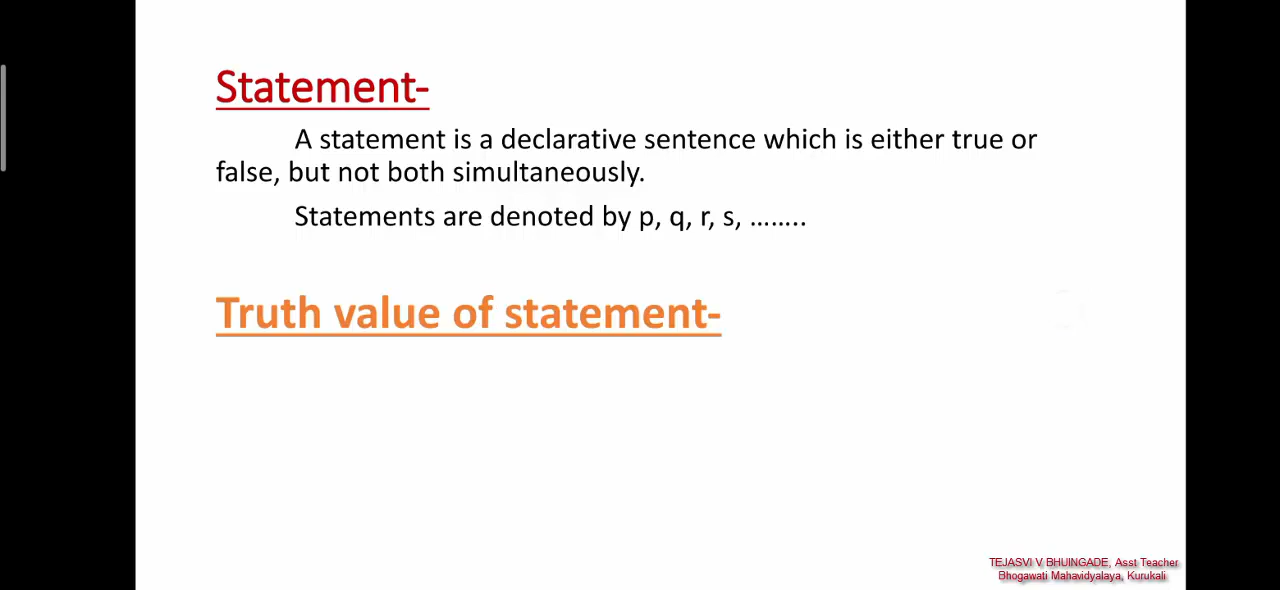 Statement-
A statement is a declarative sentence which is either true or
false, but not both simultaneously.
Statements are denoted by p, q, r, s, ........
Truth value of statement-
TEJASVI V BHUINGADE, Asst Teacher
Bhogawati Mahavidyalaya, Kurukali